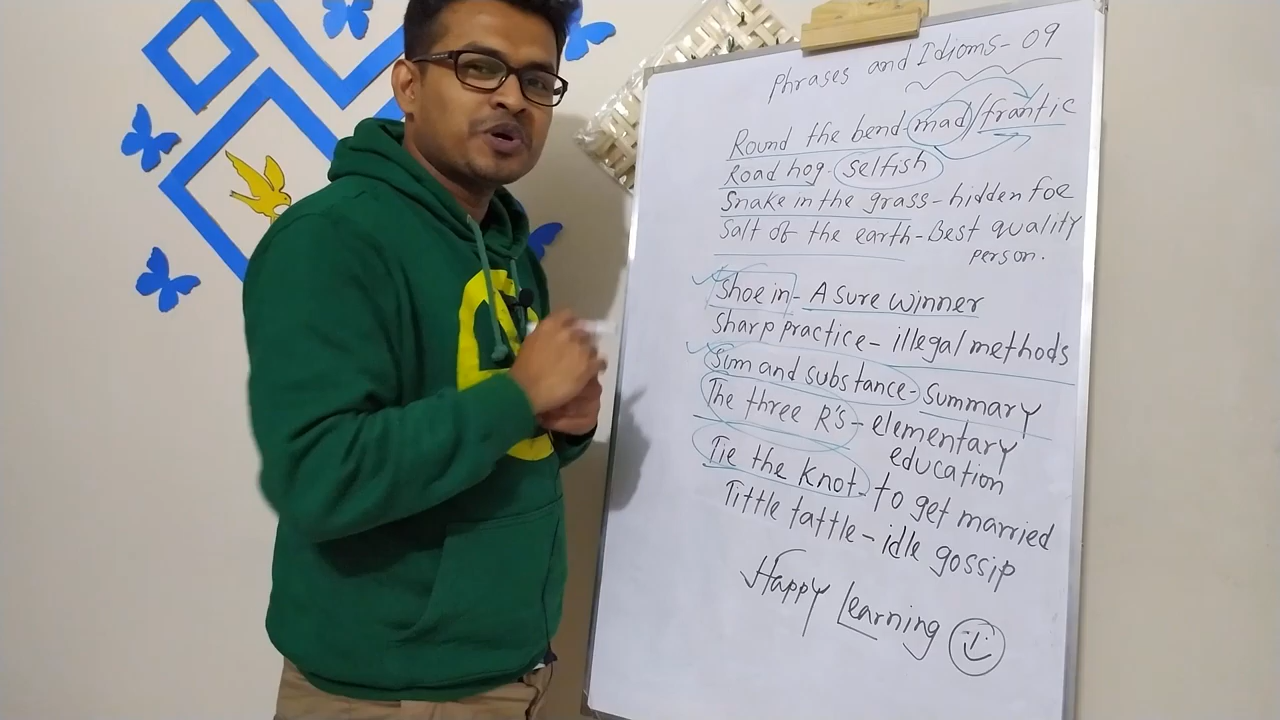 Phrases and Idioms - 09
Round the bend mad/frantic
Road hog - selfish
Snake in the grass - hidden foe
Salt of the earth - Best quality
person.
Shoe in - A sure winner
Sharp practice - illegal methods
Sum and substance - Summary
The three R's - elementary
education
Tie the knot - to get married
Tittle tattle - idle gossip
Happy Learning